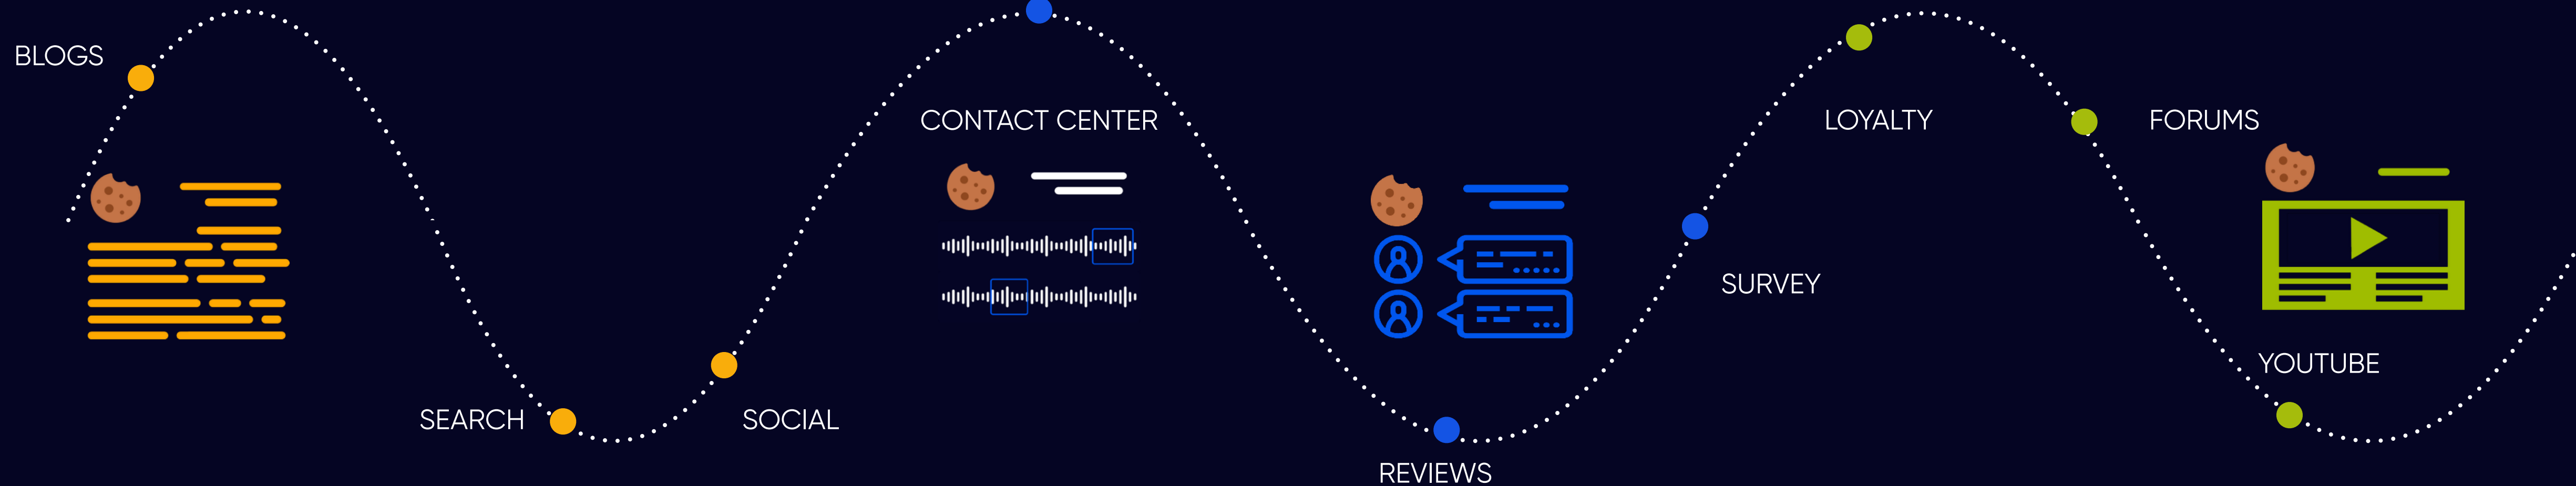 BLOGS
SEARCH
SOCIAL
CONTACT CENTER
REVIEWS
SURVEY
LOYALTY
FORUMS
YOUTUBE